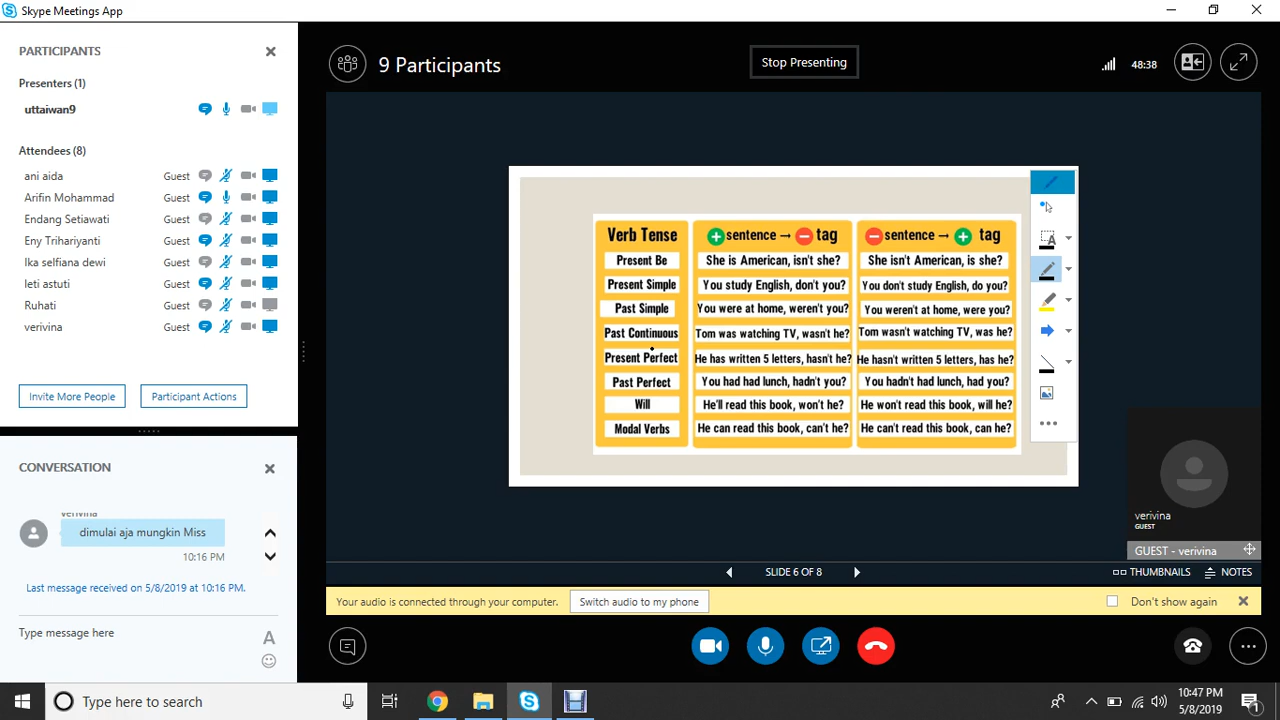 Skype Meetings App
PARTICIPANTS
Presenters (1)
uttaiwan9
Attendees (8)
ani aida Guest
Arifin Mohammad Guest
Endang Setiawati Guest
Eny Trihariyanti Guest
Ika selfiana dewi Guest
leti astuti Guest
Ruhati Guest
verivina Guest
Invite More People Participant Actions
CONVERSATION
verivina
dimulai aja mungkin Miss
10:16 PM
Last message received on 5/8/2019 at 10:16 PM.
Type message here
A
9 Participants
Stop Presenting
48:38
Verb Tense + sentence → − tag − sentence → + tag
Present Be She is American, isn't she? She isn't American, is she?
Present Simple You study English, don't you? You don't study English, do you?
Past Simple You were at home, weren't you? You weren't at home, were you?
Past Continuous Tom was watching TV, wasn't he? Tom wasn't watching TV, was he?
Present Perfect He has written 5 letters, hasn't he? He hasn't written 5 letters, has he?
Past Perfect You had had lunch, hadn't you? You hadn't had lunch, had you?
Will He'll read this book, won't he? He won't read this book, will he?
Modal Verbs He can read this book, can't he? He can't read this book, can he?
A
verivina
GUEST
GUEST - verivina
SLIDE 6 OF 8
THUMBNAILS NOTES
Your audio is connected through your computer. Switch audio to my phone Don't show again
Type here to search
10:47 PM
5/8/2019
1